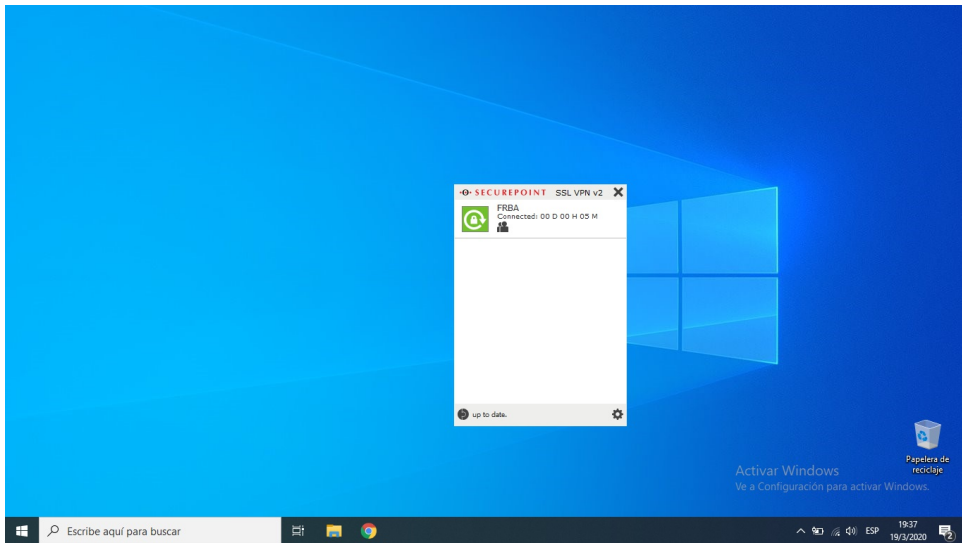 SECUREPOINT SSL VPN v2
FRBA
Connected: 00 D 00 H 05 M
up to date.
Papelera de
reciclaje
Activar Windows
Ve a Configuración para activar Windows.
Escribe aquí para buscar
ESP
19:37
19/3/2020
2